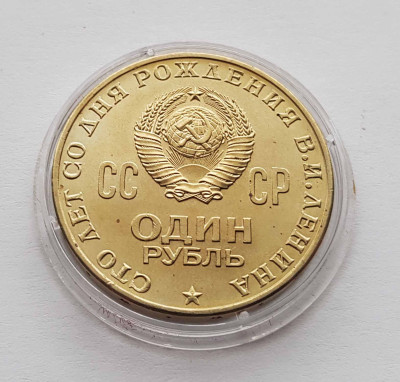 СТО ЛЕТ СО ДНЯ РОЖДЕНИЯ В.И.ЛЕНИНА
СС СР
ОДИН
РУБЛЬ